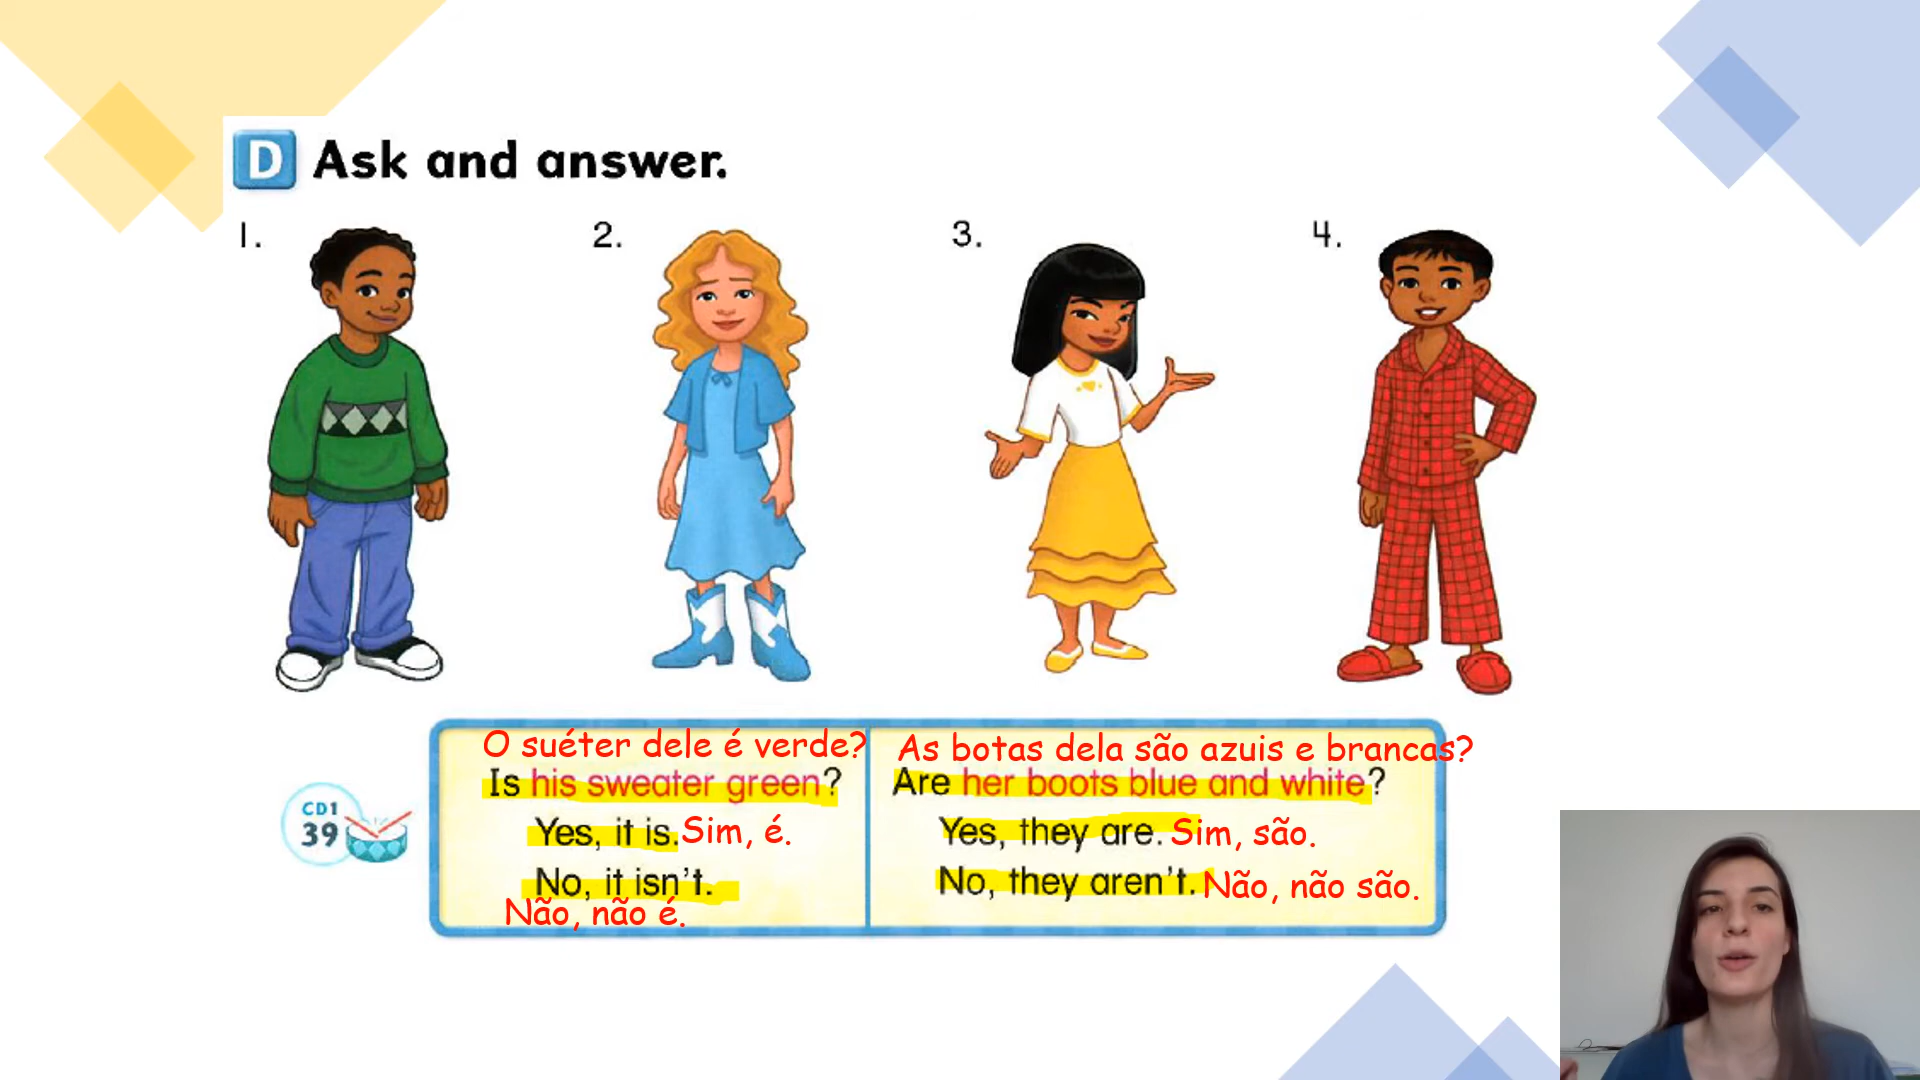 D Ask and answer.
1. 2. 3. 4.
O suéter dele é verde?
Is his sweater green?
Yes, it is. Sim, é.
No, it isn't.
Não, não é.
As botas dela são azuis e brancas?
Are her boots blue and white?
Yes, they are. Sim, são.
No, they aren't. Não, não são.
CD1
39